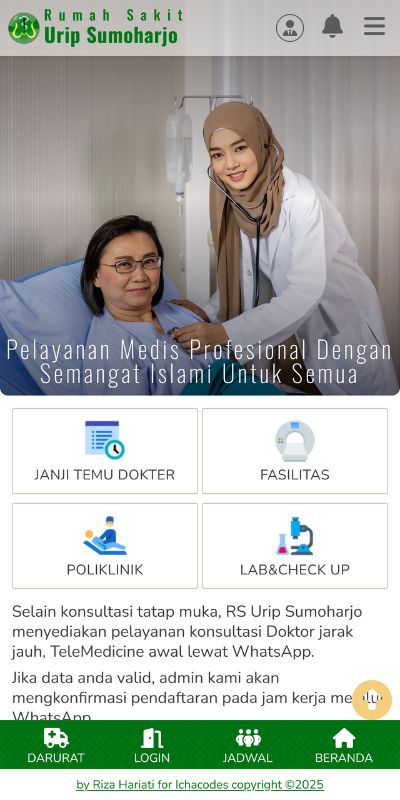 Rumah Sakit
Urip Sumoharjo
Pelayanan Medis Profesional Dengan
Semangat Islami Untuk Semua
JANJI TEMU DOKTER
FASILITAS
POLIKLINIK
LAB&CHECK UP
Selain konsultasi tatap muka, RS Urip Sumoharjo
menyediakan pelayanan konsultasi Doktor jarak
jauh, TeleMedicine awal lewat WhatsApp.
Jika data anda valid, admin kami akan
mengkonfirmasi pendaftaran pada jam kerja melalui
WhatsApp
DARURAT
LOGIN
JADWAL
BERANDA
by Riza Hariati for Ichacodes copyright ©2025